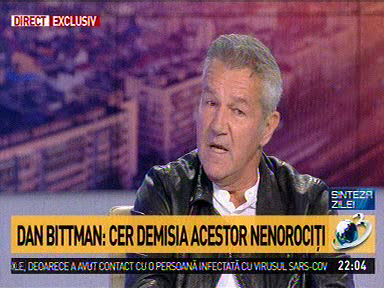 DIRECT EXCLUSIV
SINTEZA
ZILEI
DAN BITTMAN: CER DEMISIA ACESTOR NENOROCIȚI
OLE, DEOARECE A AVUT CONTACT CU O PERSOANĂ INFECTATĂ CU VIRUSUL SARS-COV
22:04